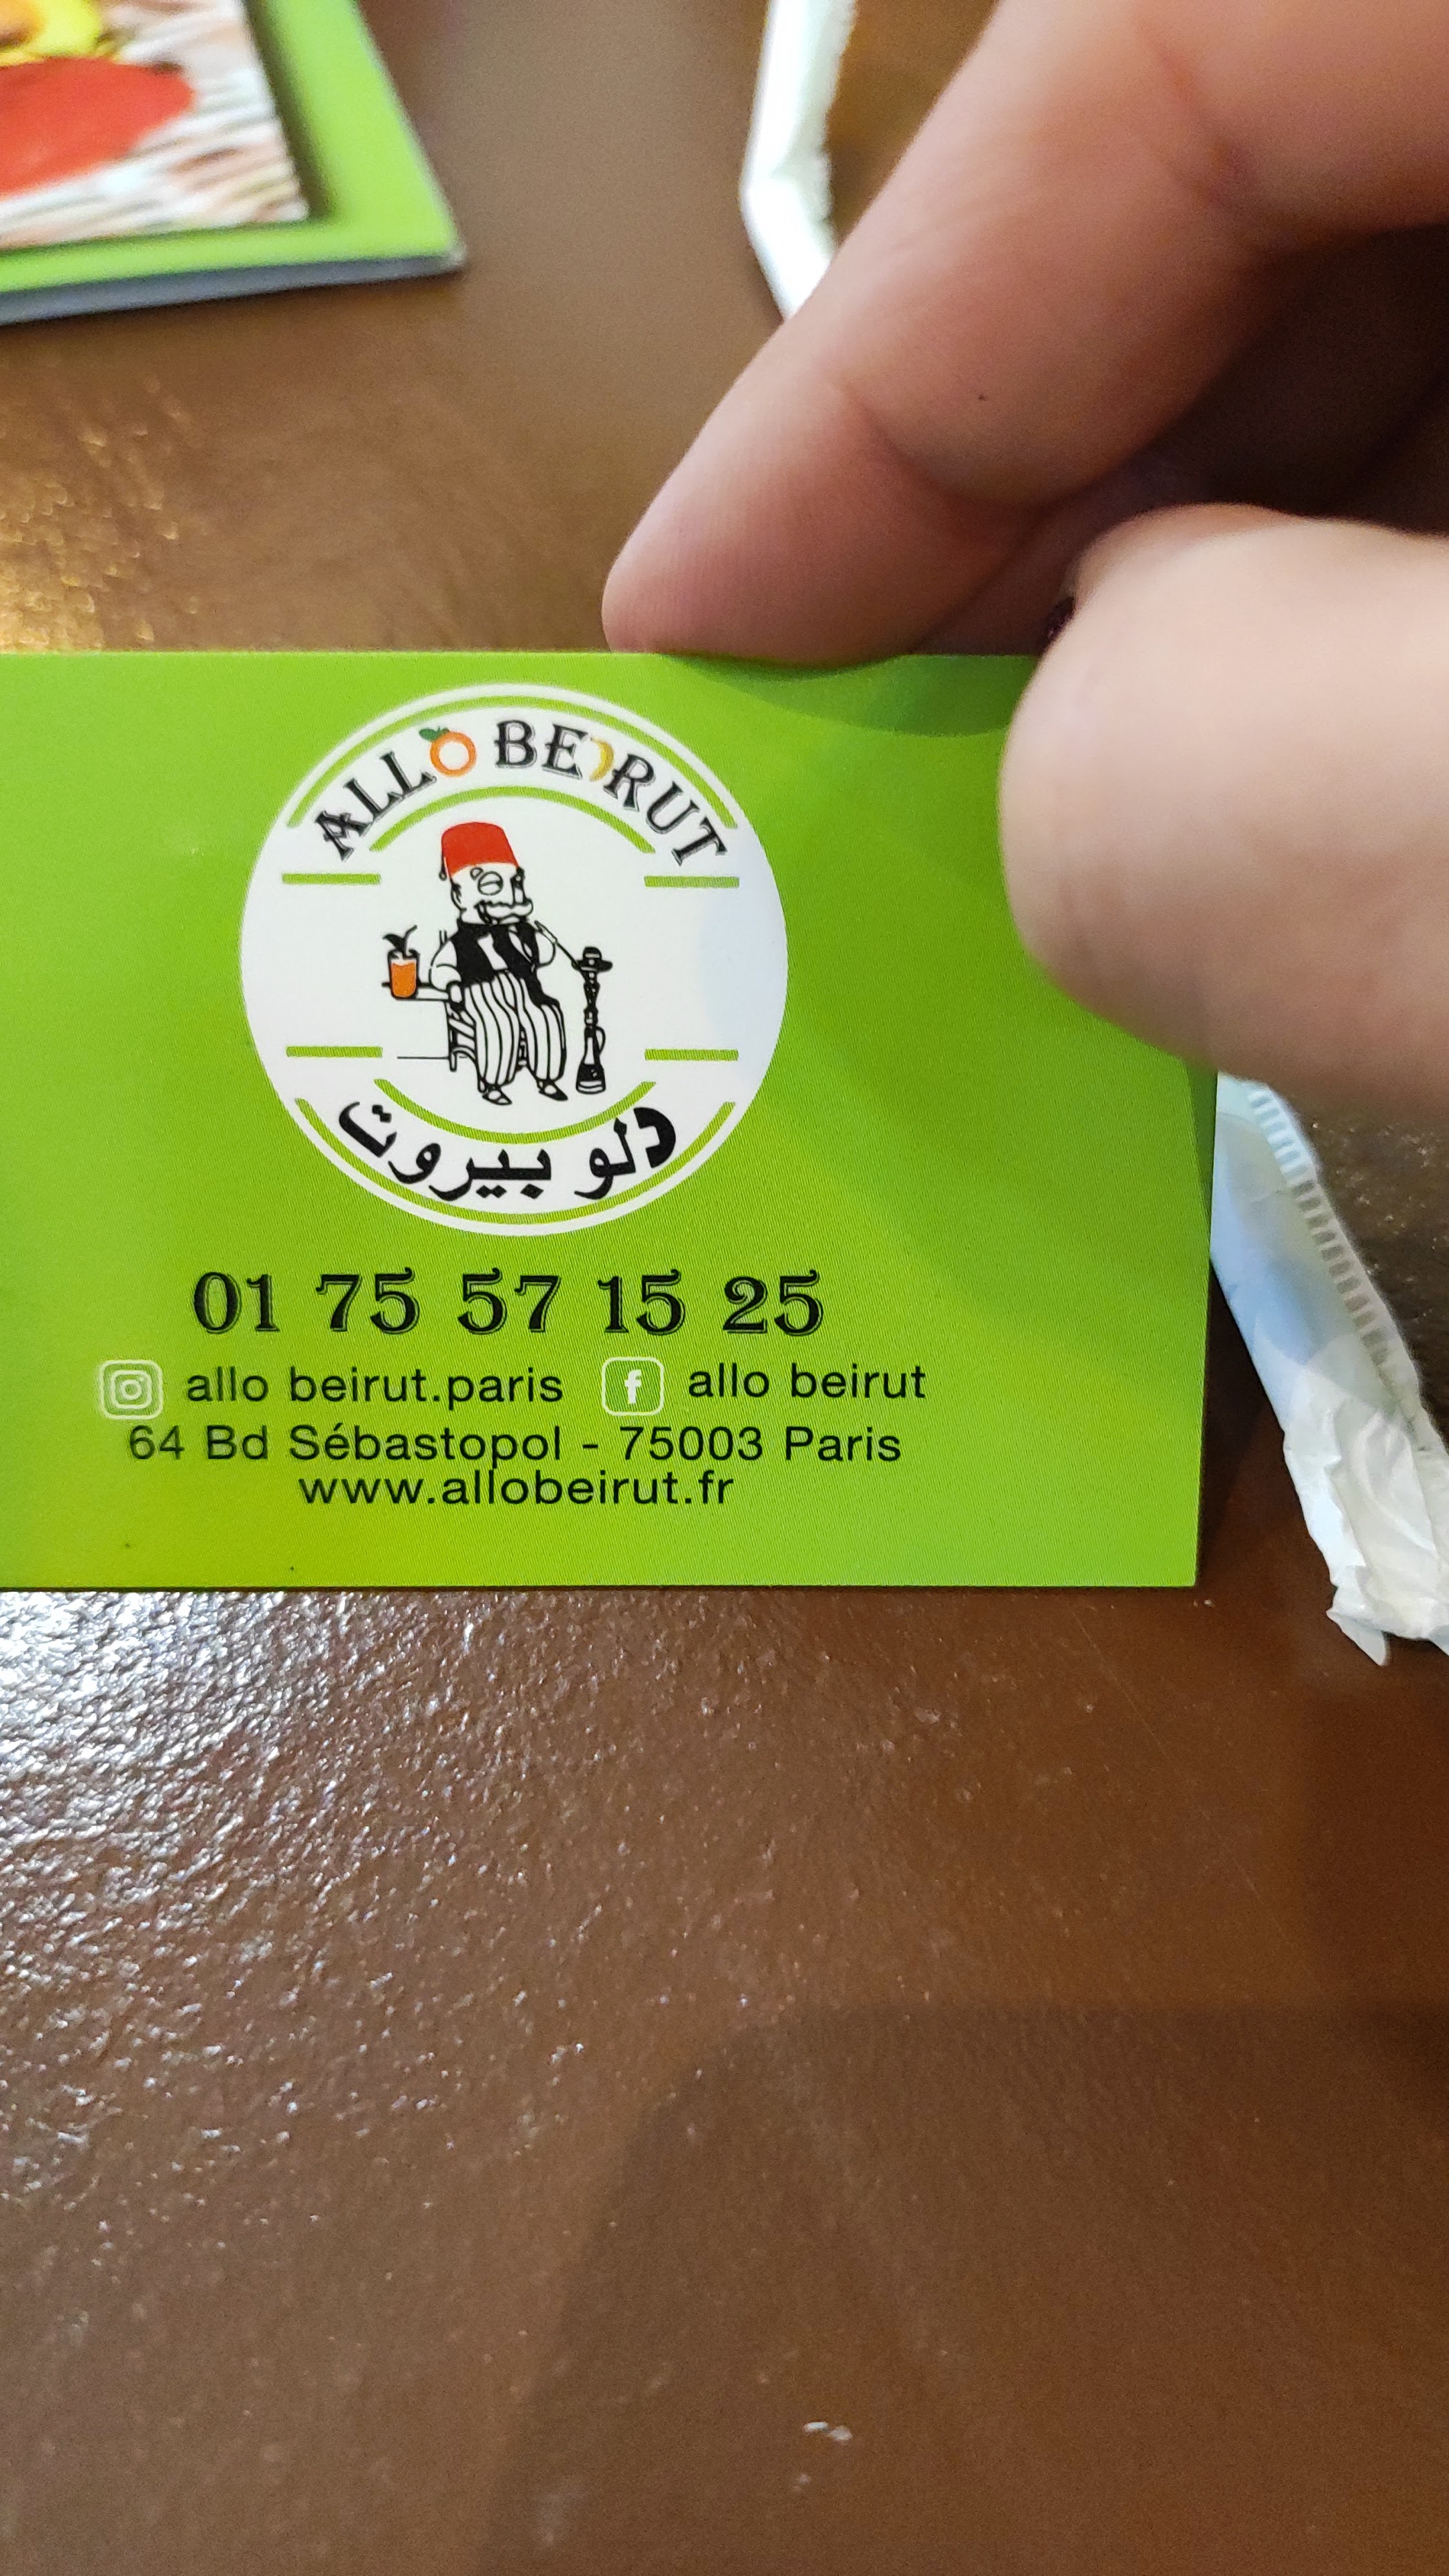 ALLO BEIRUT
دلو بيروت
01 75 57 15 25
allo beirut.paris allo beirut
64 Bd Sébastopol - 75003 Paris
www.allobeirut.fr